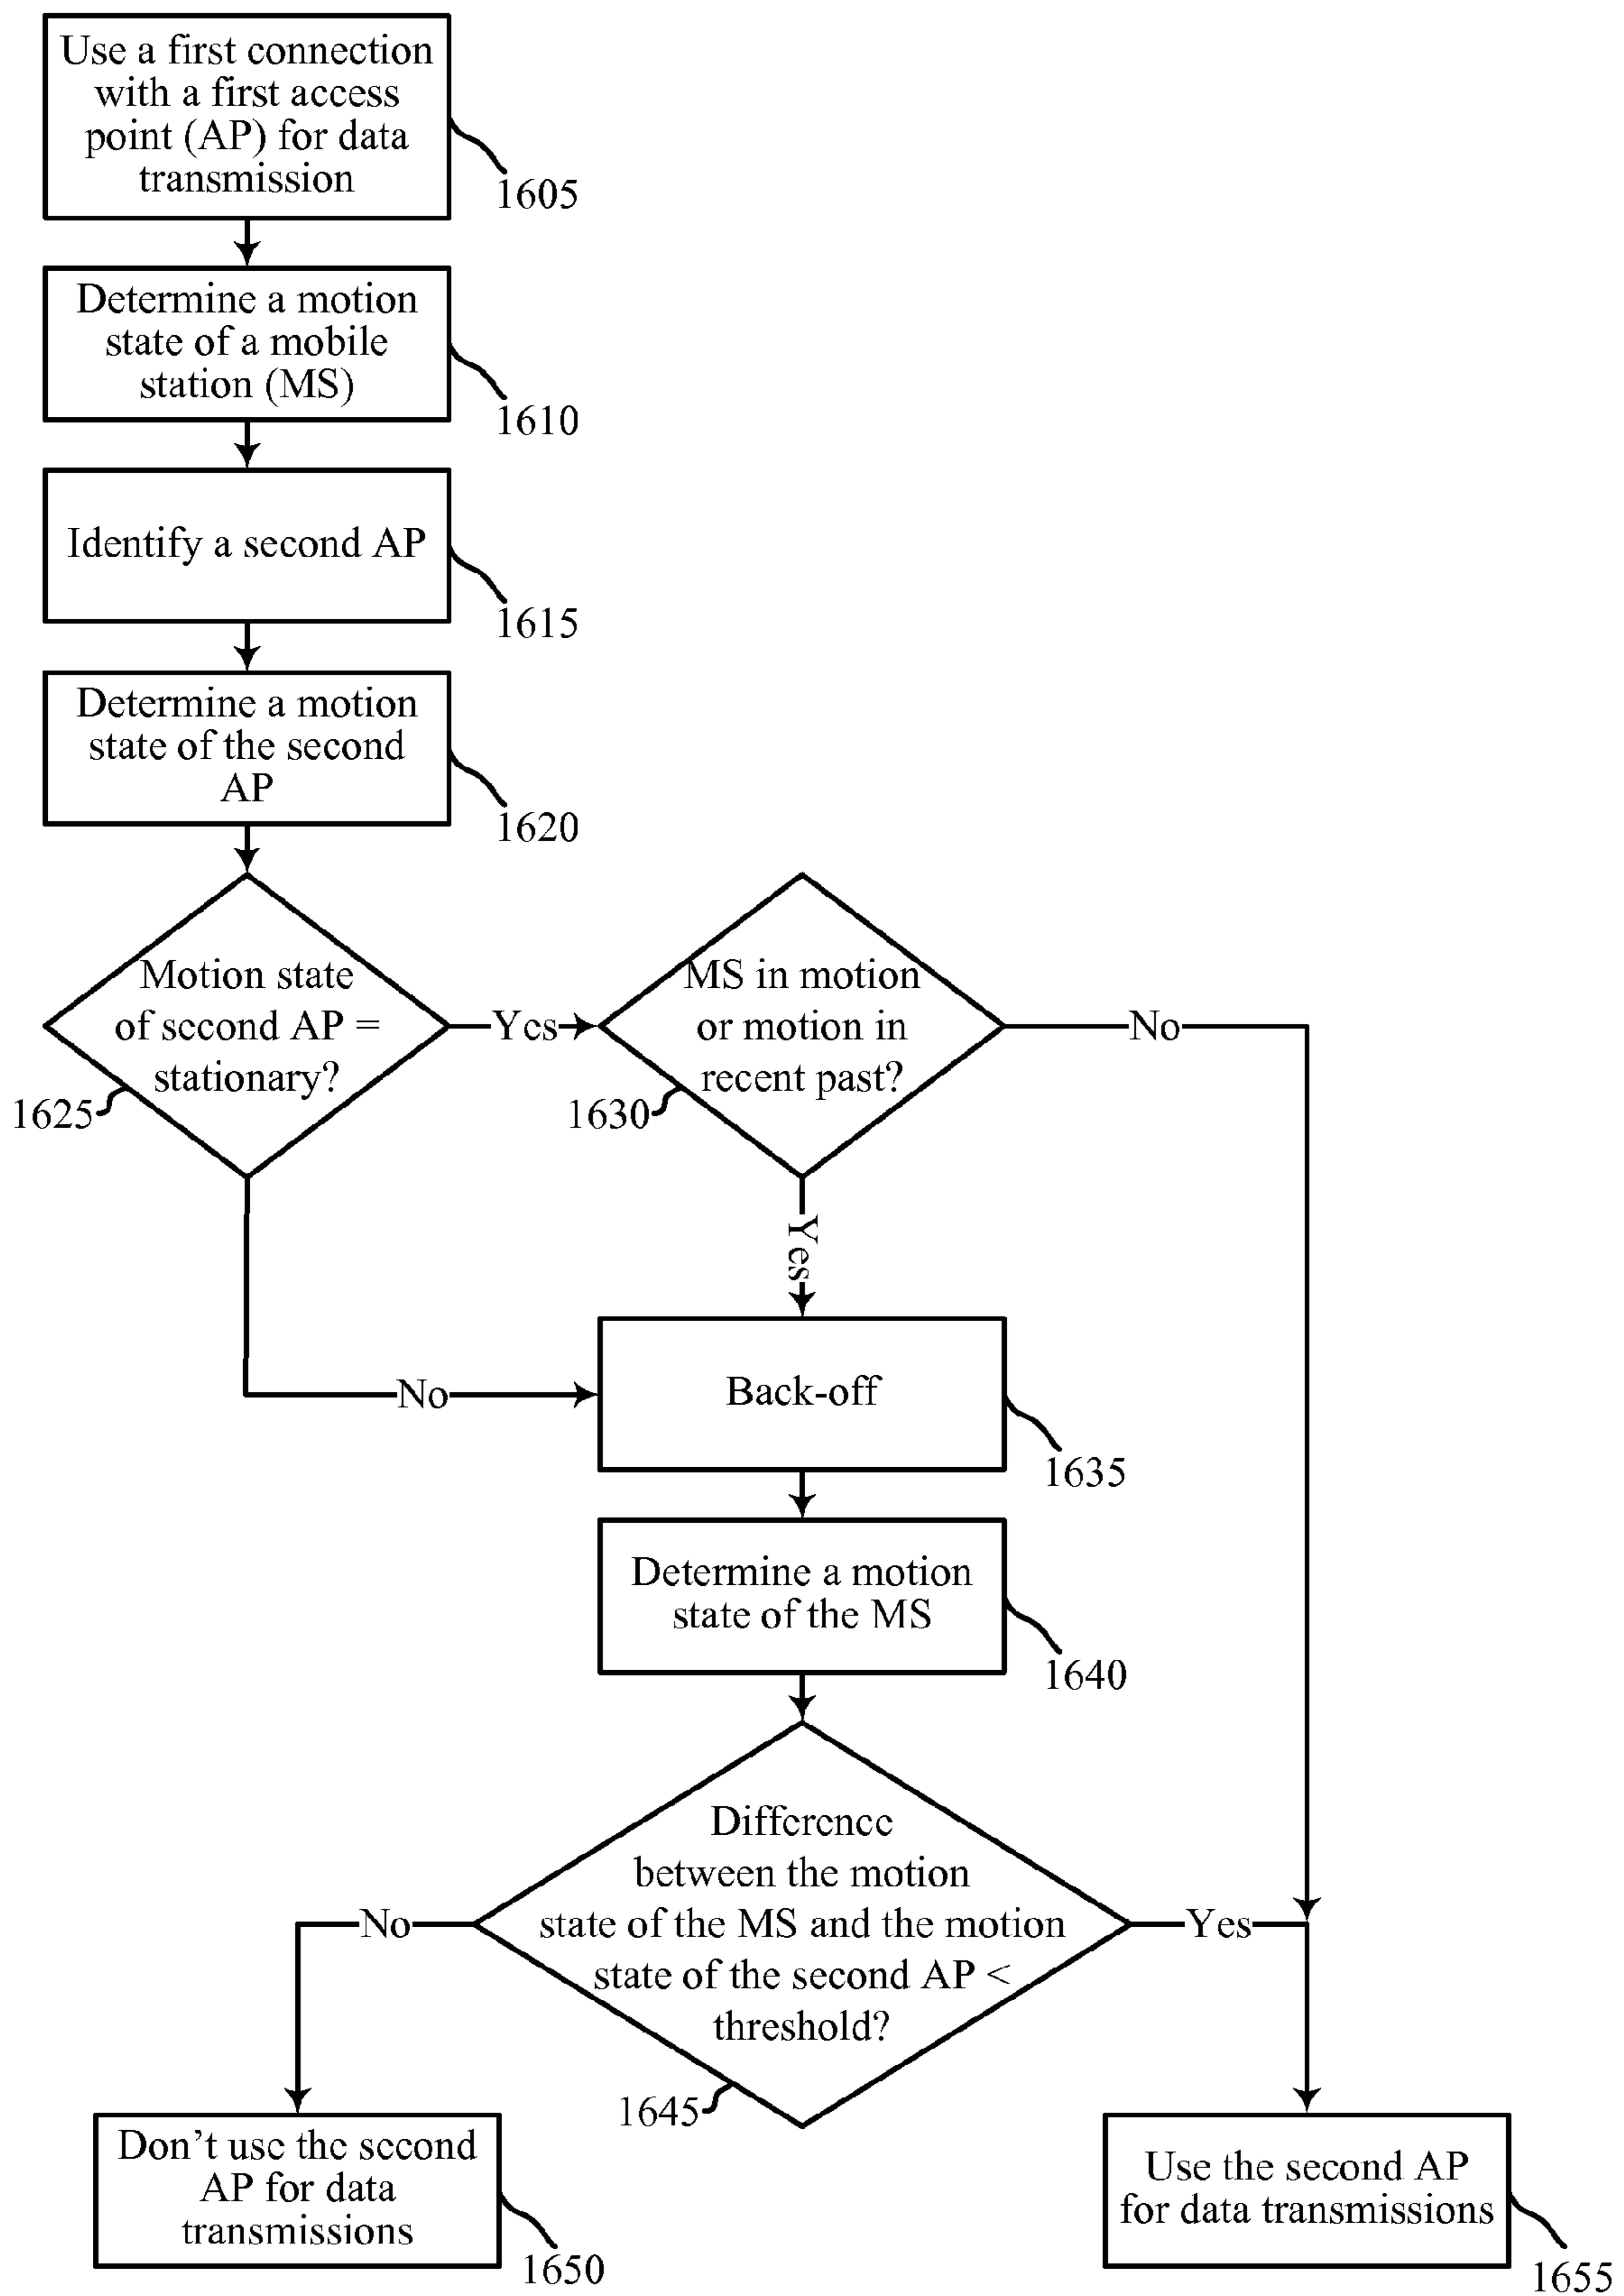 Use a first connection
with a first access
point (AP) for data
transmission
1605
Determine a motion
state of a mobile
station (MS)
1610
Identify a second AP
1615
Determine a motion
state of the second
AP
1620
Motion state
of second AP =
stationary?
1625
Yes
MS in motion
or motion in
recent past?
1630
No
Yes
No
Back-off
1635
Determine a motion
state of the MS
1640
Difference
between the motion
state of the MS and the motion
state of the second AP <
threshold?
1645
No
Yes
Don't use the second
AP for data
transmissions
1650
Use the second AP
for data transmissions
1655